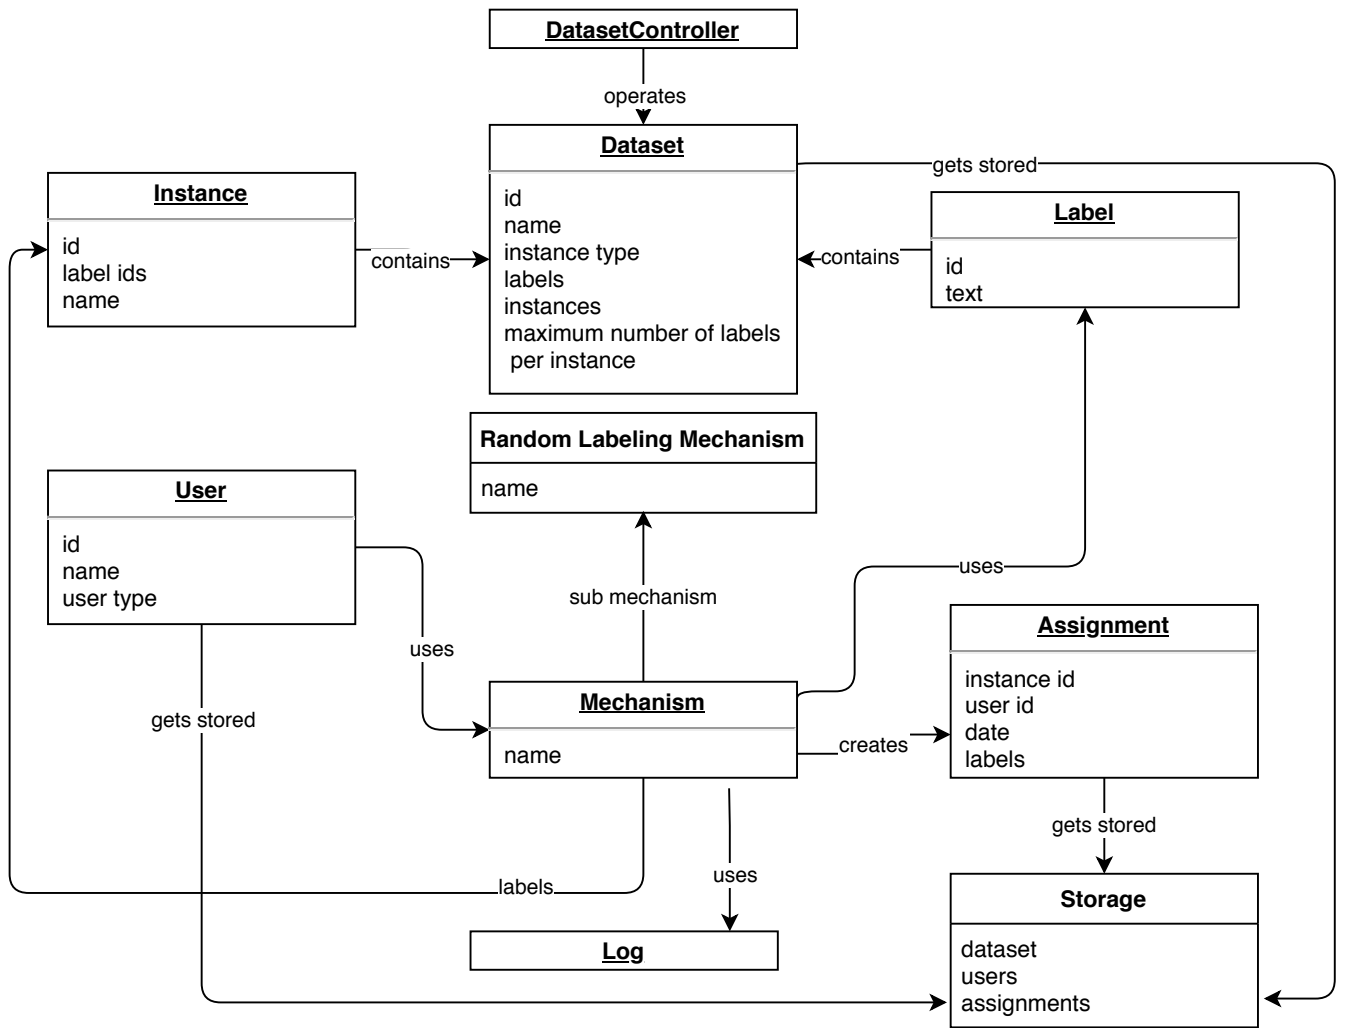 DatasetController
operates
Dataset
id
name
instance type
labels
instances
maximum number of labels
per instance
gets stored
Instance
id
label ids
name
contains
Label
id
text
contains
Random Labeling Mechanism
name
User
id
name
user type
sub mechanism
uses
uses
Assignment
instance id
user id
date
labels
Mechanism
name
creates
gets stored
gets stored
labels
uses
Storage
dataset
users
assignments
Log